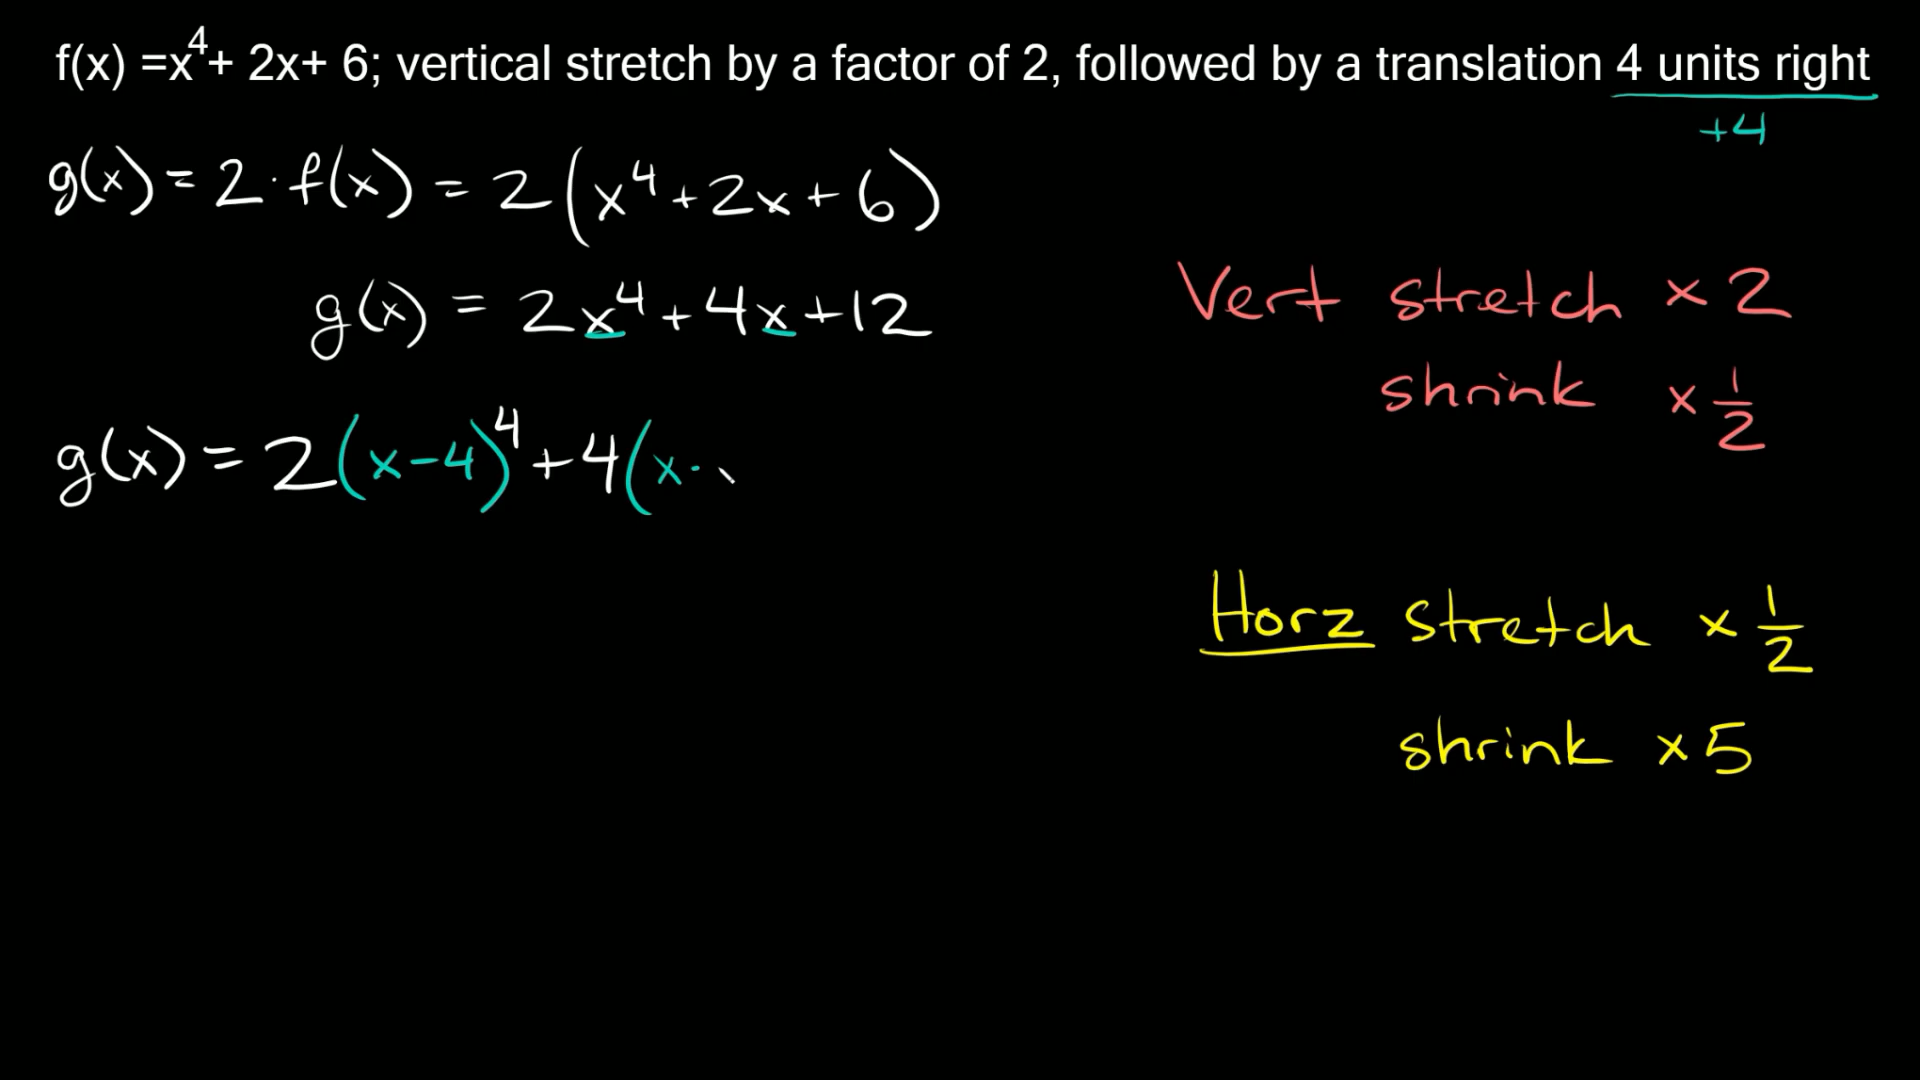 f(x) =x⁴+ 2x+ 6; vertical stretch by a factor of 2, followed by a translation 4 units right
+4
g(x) = 2 · f(x) = 2(x⁴ + 2x + 6)
g(x) = 2x⁴ + 4x + 12
g(x) = 2(x-4)⁴ + 4(x-
Vert stretch x 2
shrink x 1/2
Horz stretch x 1/2
shrink x 5